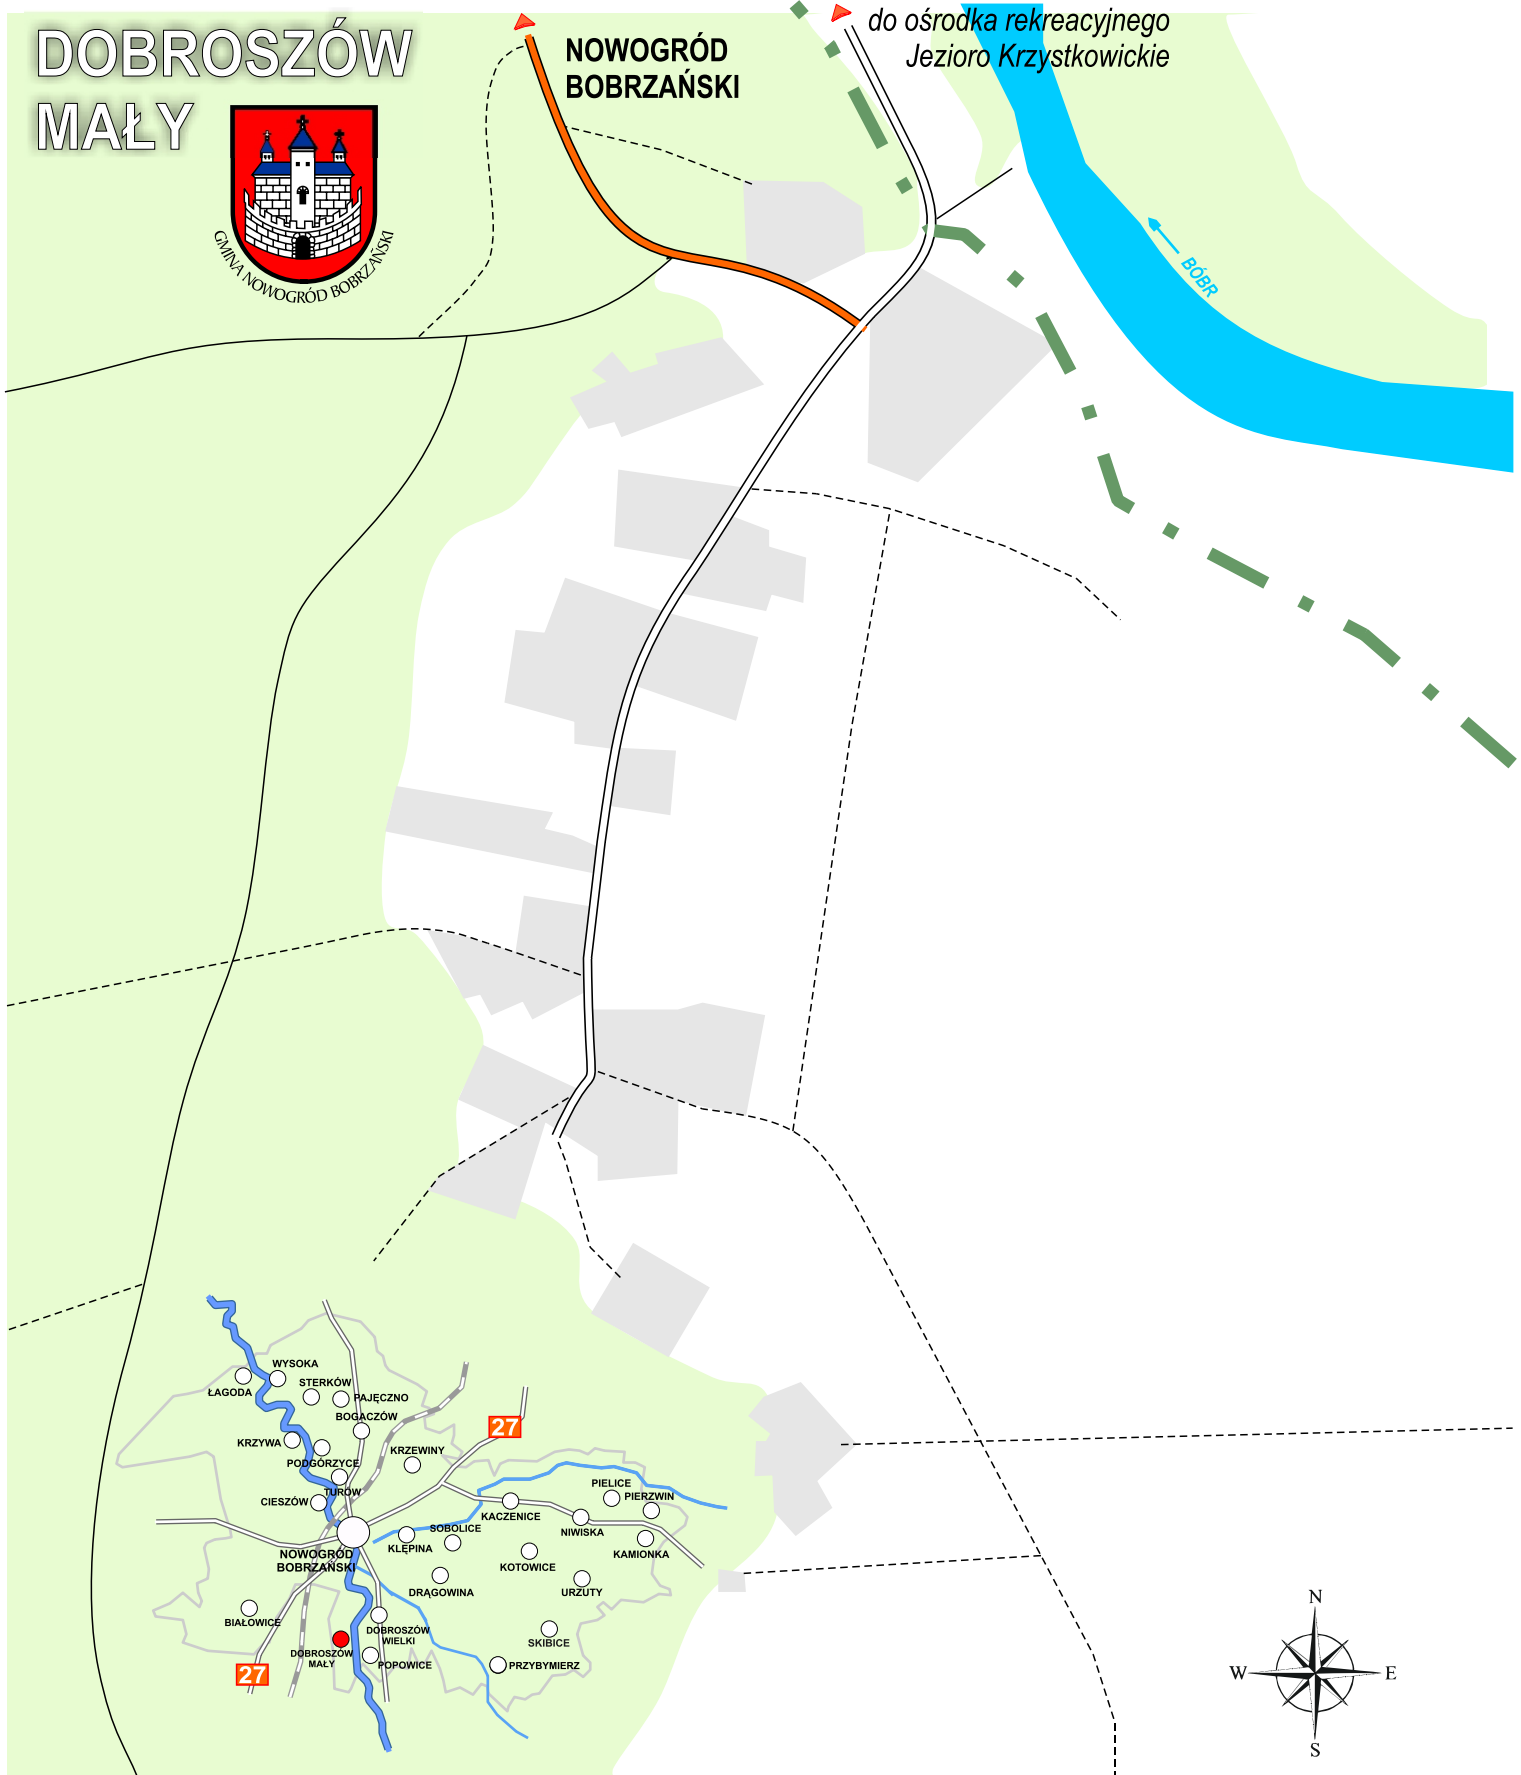 DOBROSZÓW
MAŁY
GMINA NOWOGRÓD BOBRZAŃSKI
NOWOGRÓD
BOBRZAŃSKI
do ośrodka rekreacyjnego
Jezioro Krzystkowickie
BÓBR
WYSOKA
ŁAGODA
STERKÓW
PAJĘCZNO
BOGACZÓW
27
KRZYWA
KRZEWINY
PODGÓRZYCE
TURÓW
CIESZÓW
PIELICE
PIERZWIN
KACZENICE
SOBOLICE
NIWISKA
KLĘPINA
KAMIONKA
NOWOGRÓD
BOBRZAŃSKI
KOTOWICE
DRĄGOWINA
URZUTY
BIAŁOWICE
DOBROSZÓW
WIELKI
SKIBICE
DOBROSZÓW
MAŁY
POPOWICE
PRZYBYMIERZ
27
N
W
E
S